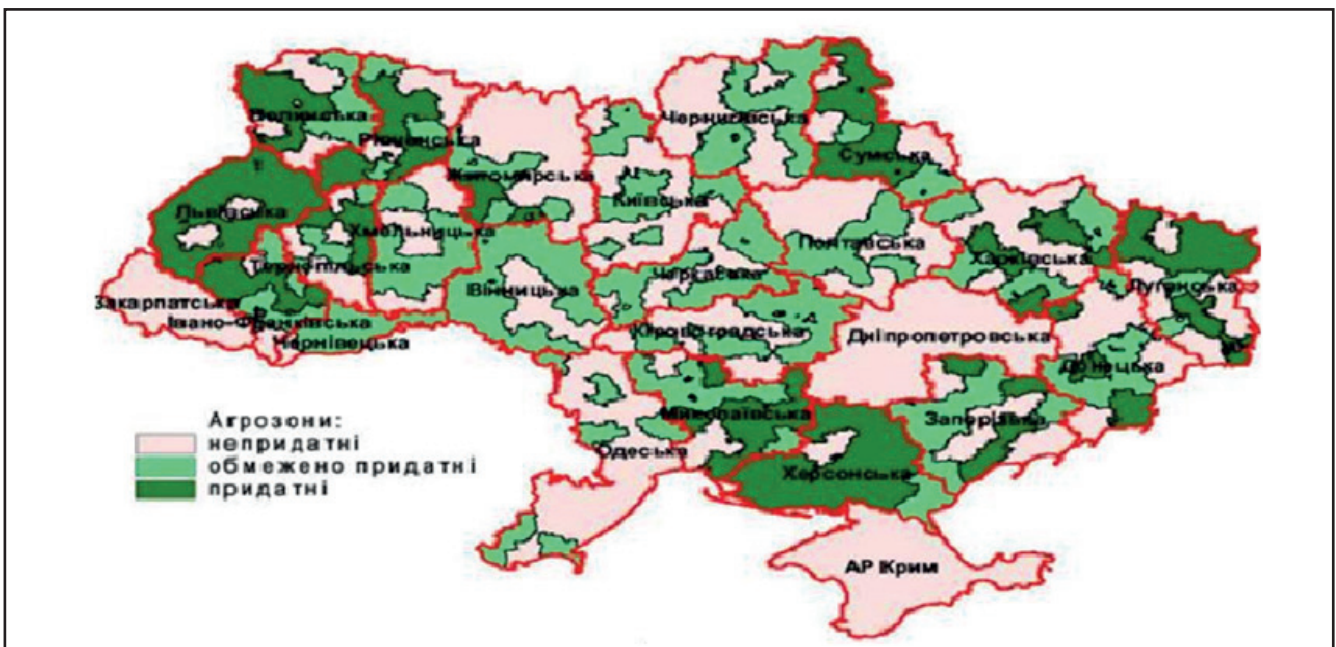 Волинська
Рівненська
Житомирська
Чернигівська
Сумська
Київська
Львівська
Хмельницька
Тернопільська
Полтавська
Харківська
Луганська
Черкаська
Вінницька
Закарпатська
Івано-Франківська
Чернівецька
Кіровоградська
Дніпропетровська
Донецька
Миколаївська
Запорізька
Одеська
Херсонська
АР Крим
Агрозони:
непридатні
обмежено придатні
придатні